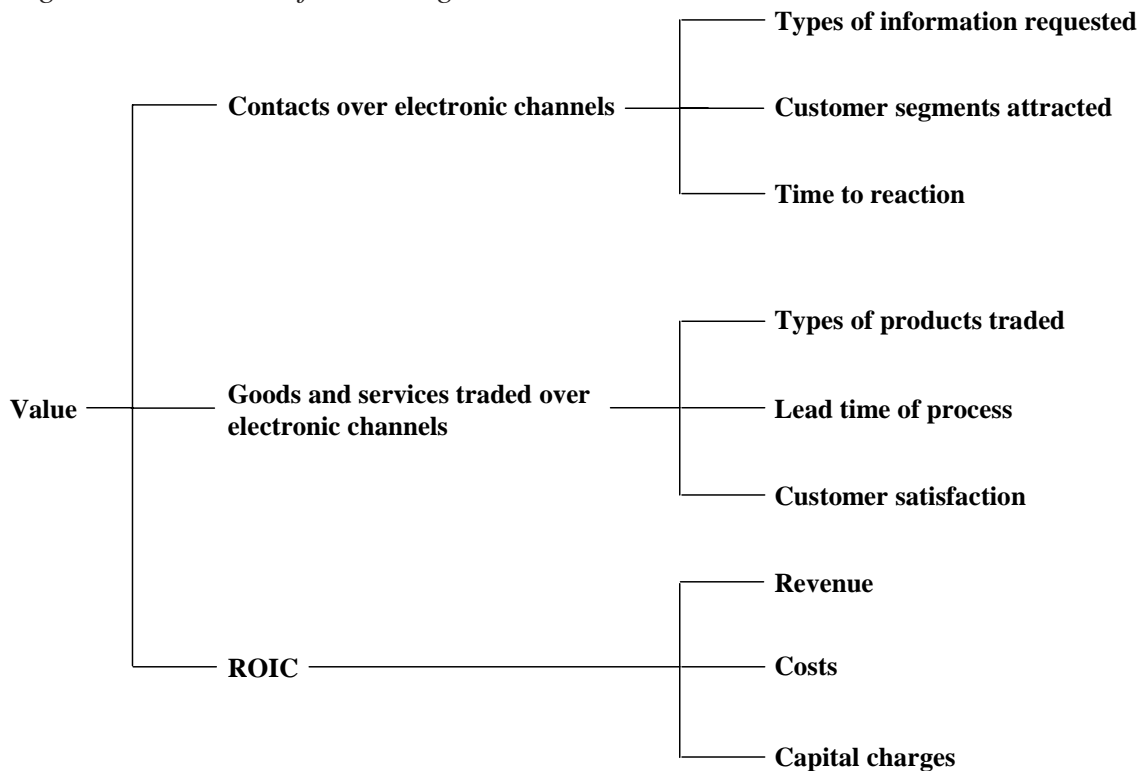 Types of information requested
Contacts over electronic channels
Customer segments attracted
Time to reaction
Types of products traded
Value
Goods and services traded over
electronic channels
Lead time of process
Customer satisfaction
Revenue
ROIC
Costs
Capital charges